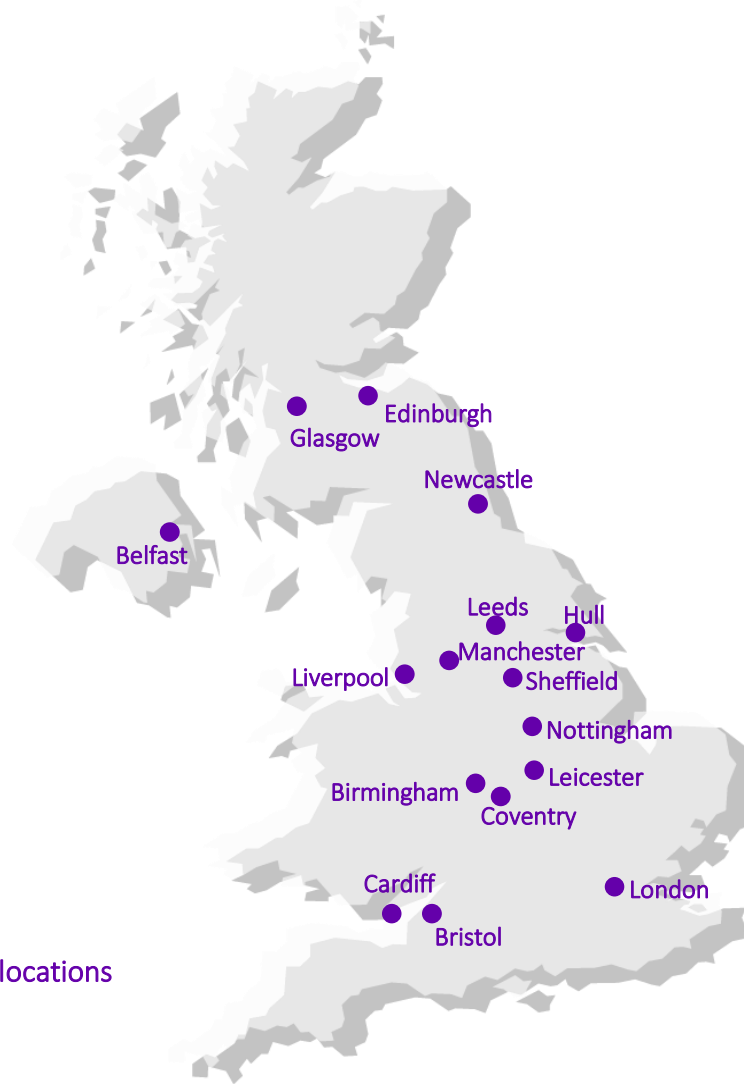 Edinburgh
Glasgow
Newcastle
Belfast
Leeds
Hull
Manchester
Liverpool
Sheffield
Nottingham
Leicester
Birmingham
Coventry
Cardiff
London
Bristol
locations